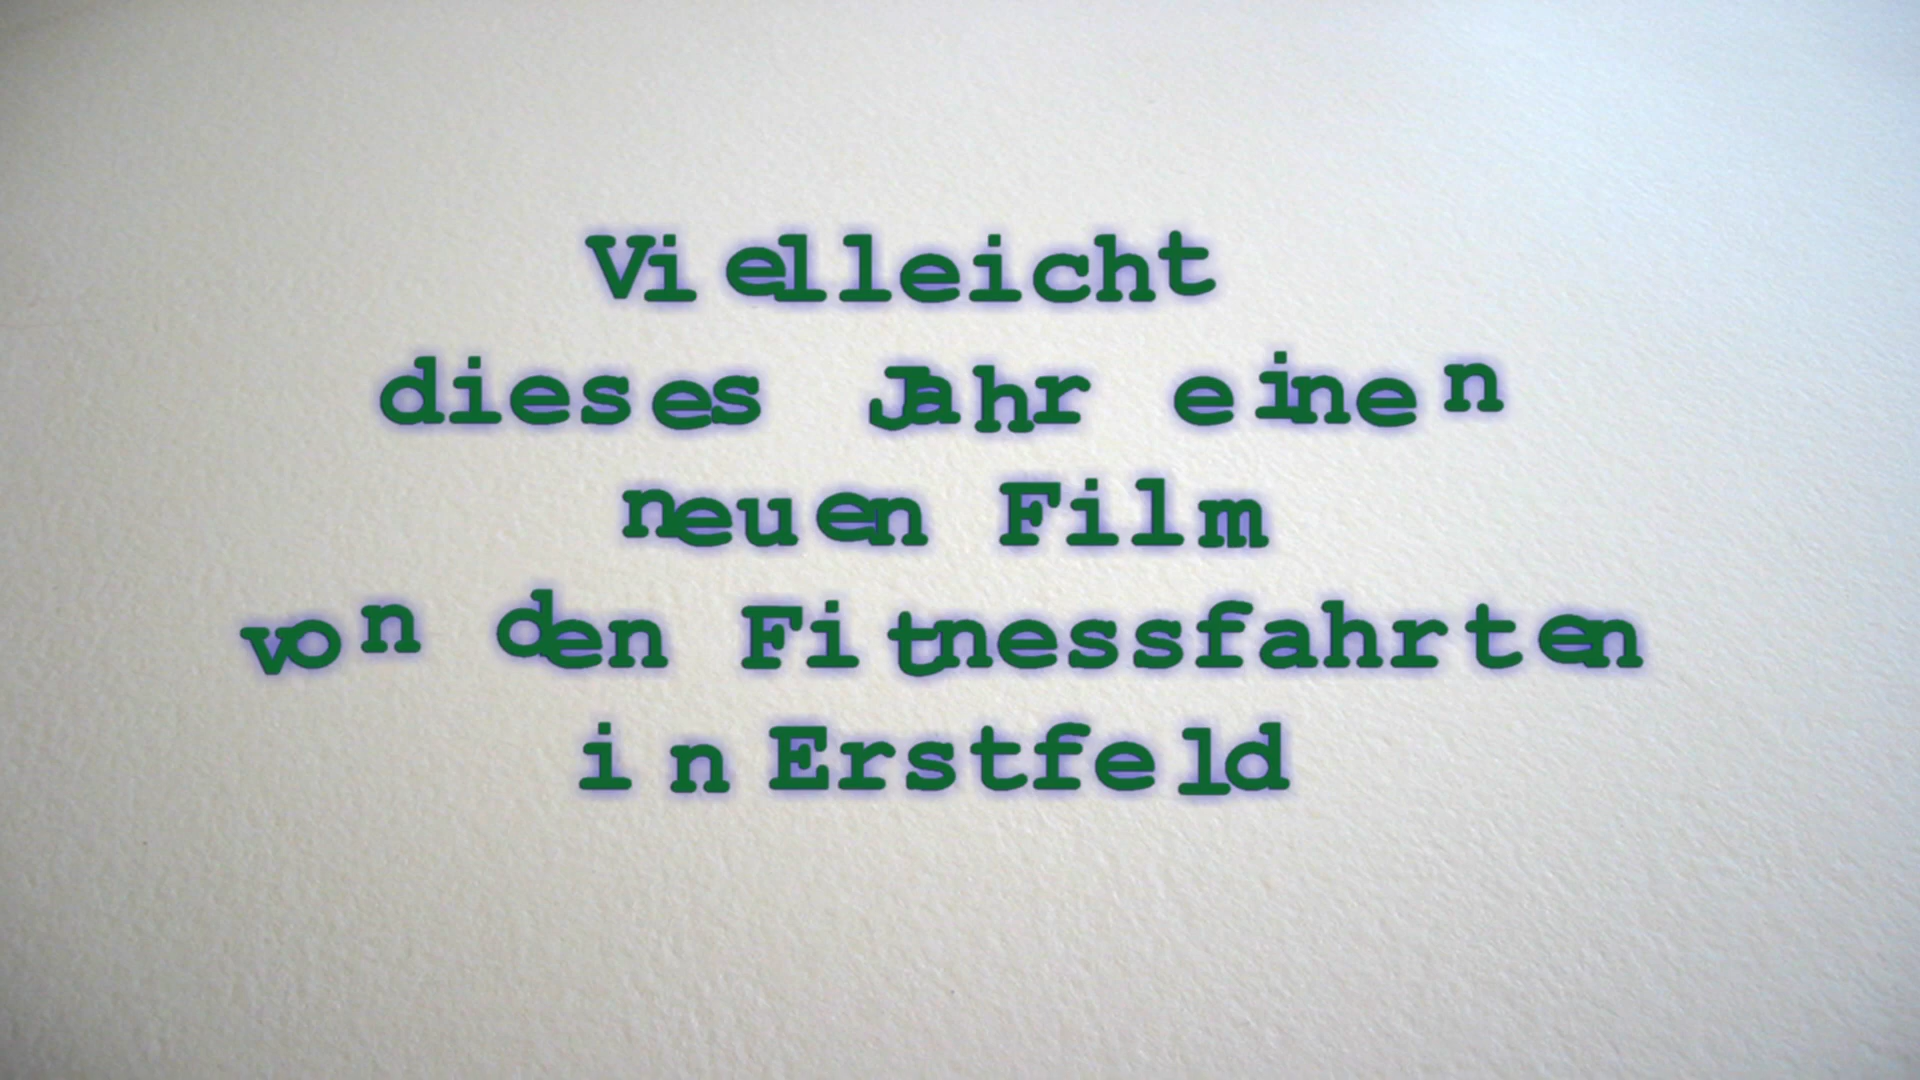 Vielleicht
dieses Jahr einen
neuen Film
von den Fitnessfahrten
in Erstfeld